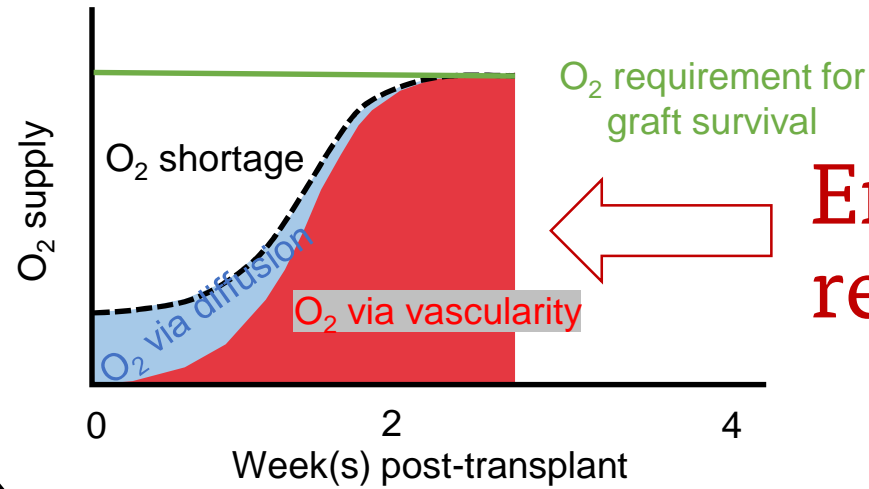 O₂ supply
O₂ requirement for
graft survival
O₂ shortage
O₂ via diffusion
O₂ via vascularity
0
2
4
Week(s) post-transplant